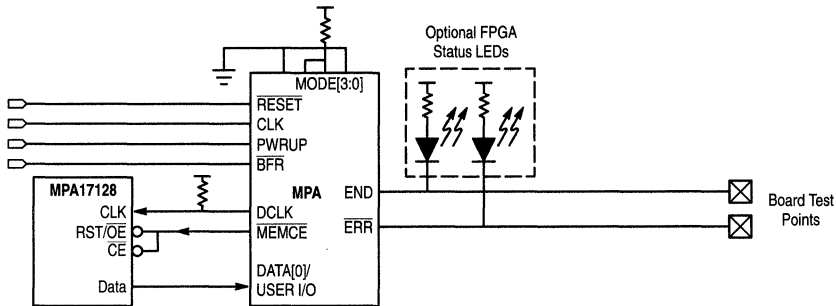 Optional FPGA
Status LEDs
MODE[3:0]
RESET
CLK
PWRUP
BFR
MPA17128
MPA
END
CLK
DCLK
RST/OE
MEMCE
ERR
CE
Board Test
Points
DATA[0]/
Data
USER I/O